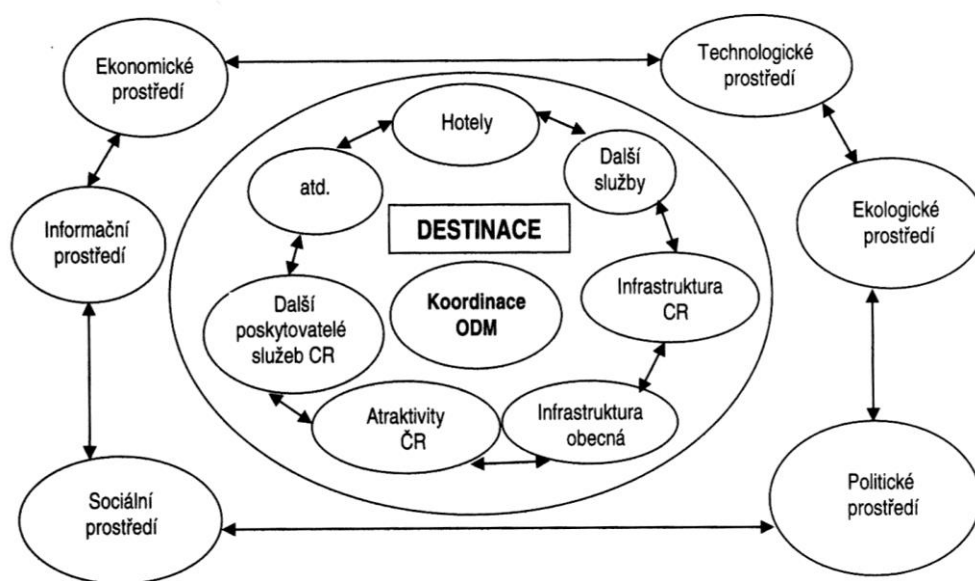 Ekonomické
prostředí
Technologické
prostředí
Hotely
Další
služby
atd.
Informační
prostředí
DESTINACE
Ekologické
prostředí
Další
poskytovatelé
služeb CR
Koordinace
ODM
Infrastruktura
CR
Atraktivity
ČR
Infrastruktura
obecná
Sociální
prostředí
Politické
prostředí